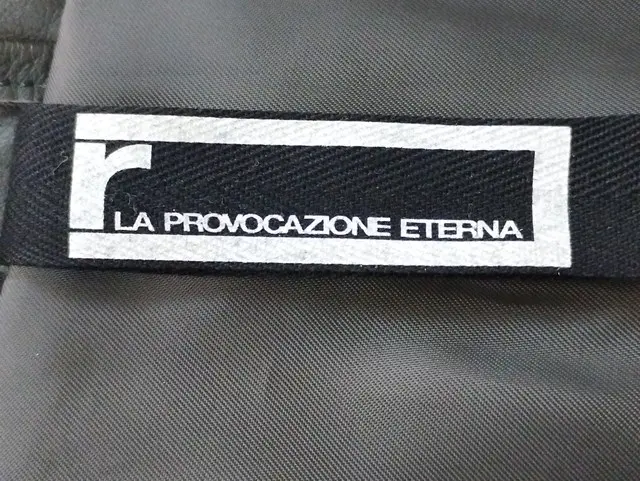 r
LA PROVOCAZIONE ETERNA